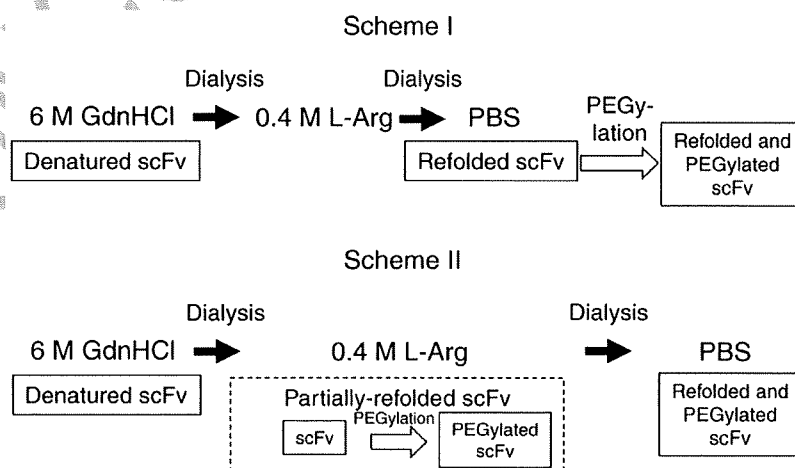 Scheme I
Dialysis
Dialysis
6 M GdnHCl
0.4 M L-Arg
PBS
PEGy-
lation
Denatured scFv
Refolded scFv
Refolded and
PEGylated
scFv
Scheme II
Dialysis
Dialysis
6 M GdnHCl
0.4 M L-Arg
PBS
Denatured scFv
Partially-refolded scFv
scFv
PEGylation
PEGylated
scFv
Refolded and
PEGylated
scFv